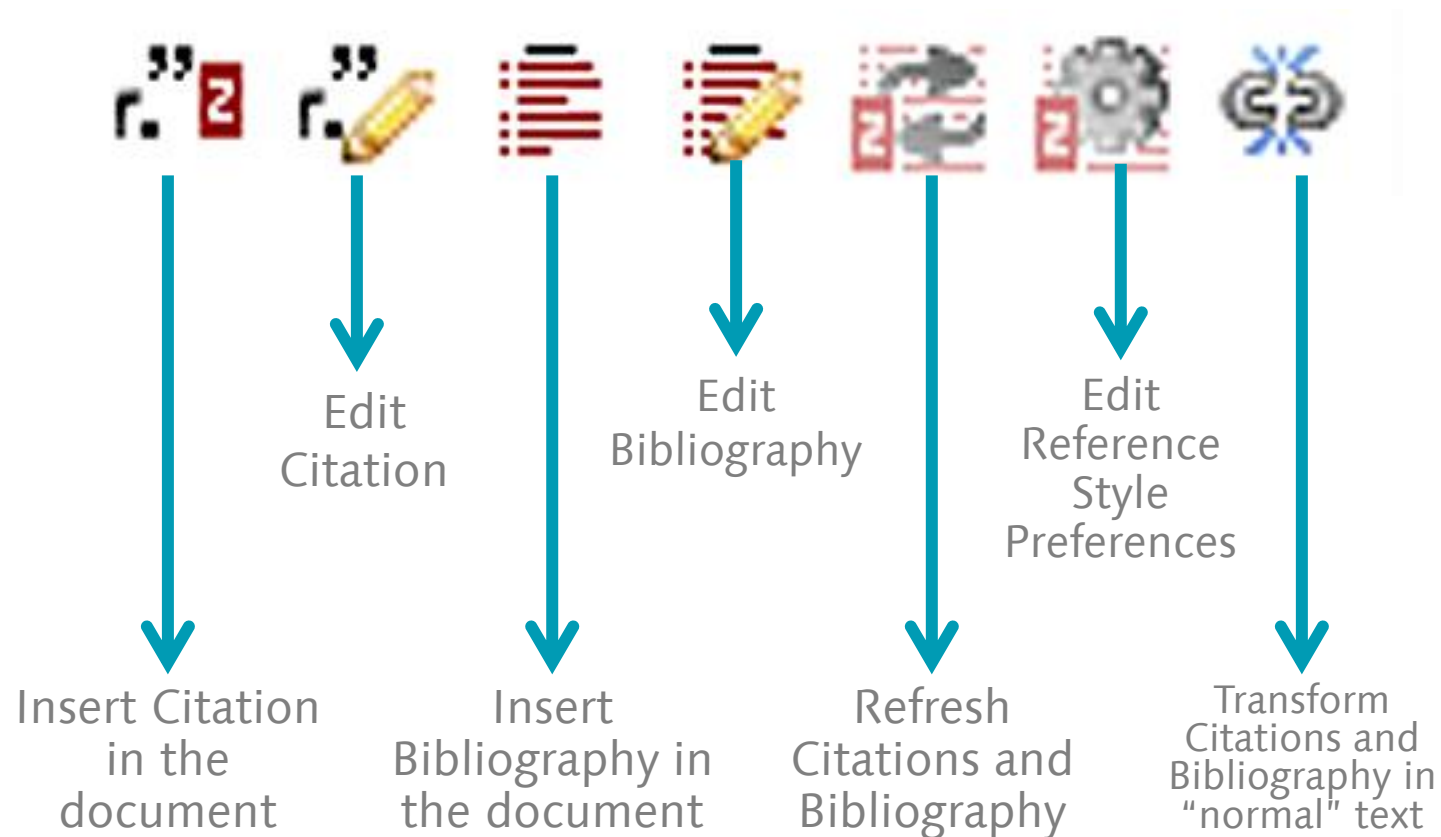 r.” Z
r.”
Z
Z
Edit
Citation
Edit
Bibliography
Edit
Reference
Style
Preferences
Insert Citation
in the
document
Insert
Bibliography in
the document
Refresh
Citations and
Bibliography
Transform
Citations and
Bibliography in
“normal” text